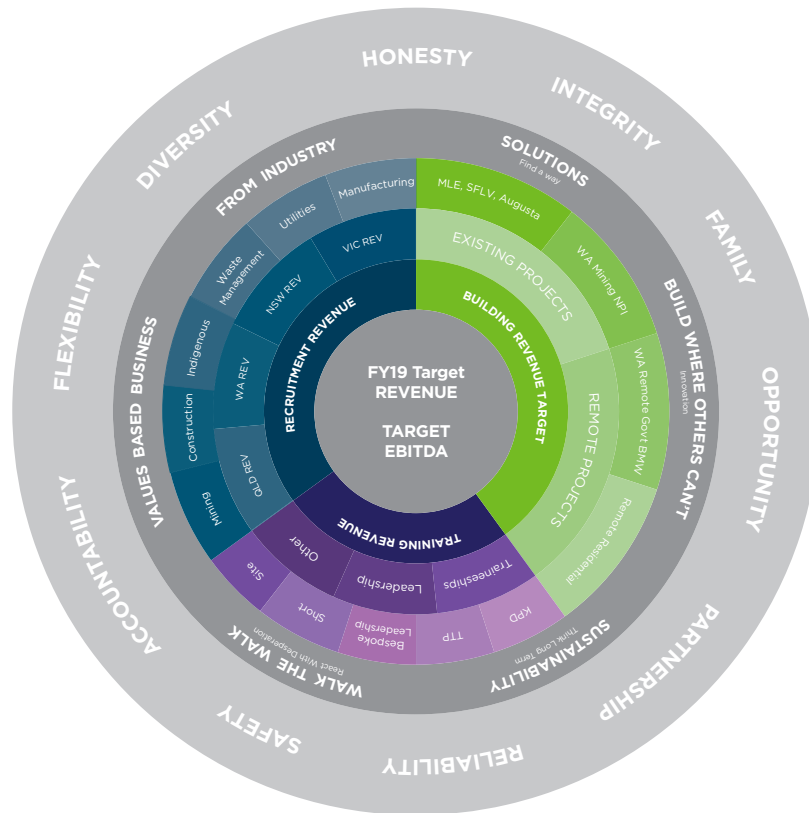 HONESTY
INTEGRITY
FAMILY
OPPORTUNITY
PARTNERSHIP
RELIABILITY
SAFETY
ACCOUNTABILITY
FLEXIBILITY
DIVERSITY
SOLUTIONS
Find a way
BUILD WHERE OTHERS CAN'T
Innovation
SUSTAINABILITY
Think Long Term
WALK THE WALK
React With Desperation
VALUES BASED BUSINESS
FROM INDUSTRY
MLE, SFLV, Augusta
WA Mining NPI
WA Remote Govt BMW
Remote Residential
KPD
TTP
Bespoke
Leadership
Short
Site
Mining
Construction
Indigenous
Waste
Management
Utilities
Manufacturing
EXISTING PROJECTS
REMOTE PROJECTS
Traineeships
Leadership
Other
QLD REV
WA REV
NSW REV
VIC REV
BUILDING REVENUE TARGET
TRAINING REVENUE
RECRUITMENT REVENUE
FY19 Target
REVENUE
TARGET
EBITDA